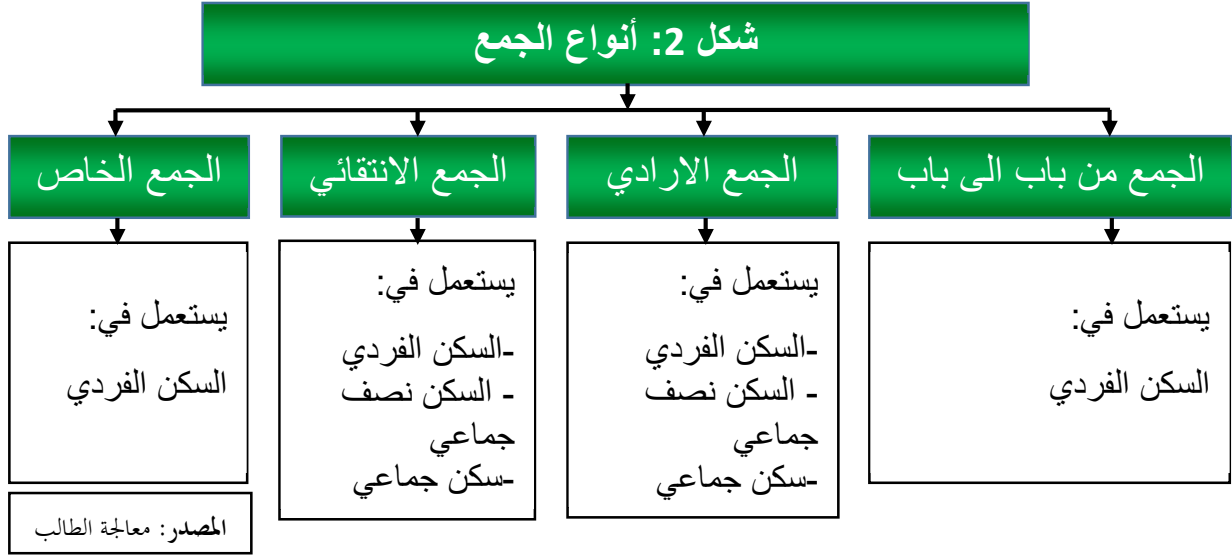 شكل 2: أنواع الجمع
الجمع من باب الى باب
الجمع الارادي
الجمع الانتقائي
الجمع الخاص
يستعمل في:
السكن الفردي
يستعمل في:
-السكن الفردي
- السكن نصف
جماعي
-سكن جماعي
يستعمل في:
-السكن الفردي
- السكن نصف
جماعي
-سكن جماعي
يستعمل في:
السكن الفردي
المصدر: معالجة الطالب